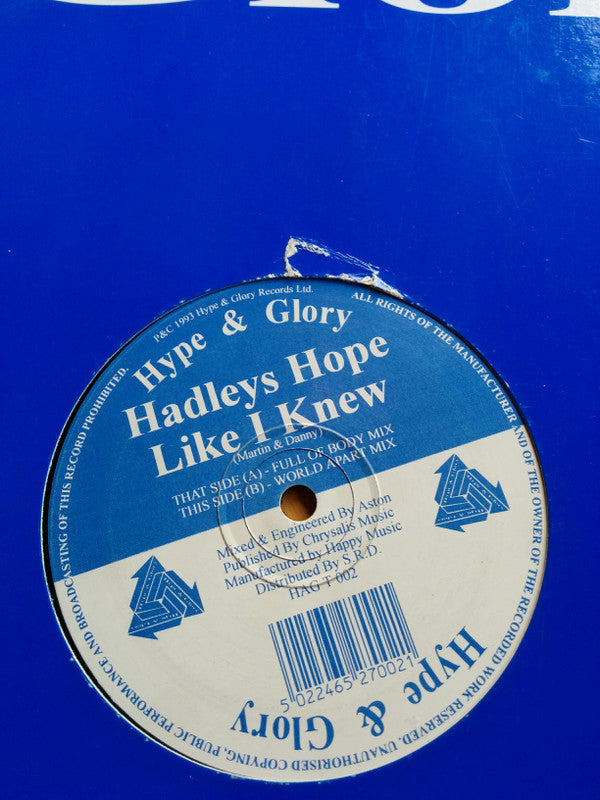 P&C 1993 Hype & Glory Records Ltd.
Hype & Glory
Hadleys Hope
Like I Knew
(Martin & Danny)
THAT SIDE (A) - FULL OF BODY MIX
THIS SIDE (B) - WORLD APART MIX
Mixed & Engineered By Aston
Published By Chrysalis Music
Manufactured by Happy Music
Distributed By S.R.D.
HAG T 002
5 022465 270021
Hype & Glory
ALL RIGHTS OF THE MANUFACTURER AND OF THE OWNER OF THE RECORDED WORK RESERVED. UNAUTHORISED COPYING, PUBLIC PERFORMANCE AND BROADCASTING OF THIS RECORD PROHIBITED.